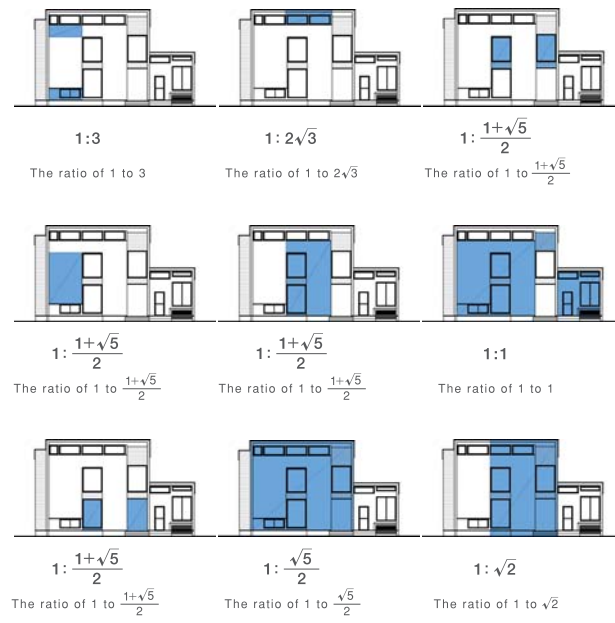 1:3
1:2√3
1:(1+√5)/2
The ratio of 1 to 3
The ratio of 1 to 2√3
The ratio of 1 to (1+√5)/2
1:(1+√5)/2
1:(1+√5)/2
1:1
The ratio of 1 to (1+√5)/2
The ratio of 1 to (1+√5)/2
The ratio of 1 to 1
1:(1+√5)/2
1:√5/2
1:√2
The ratio of 1 to (1+√5)/2
The ratio of 1 to √5/2
The ratio of 1 to √2